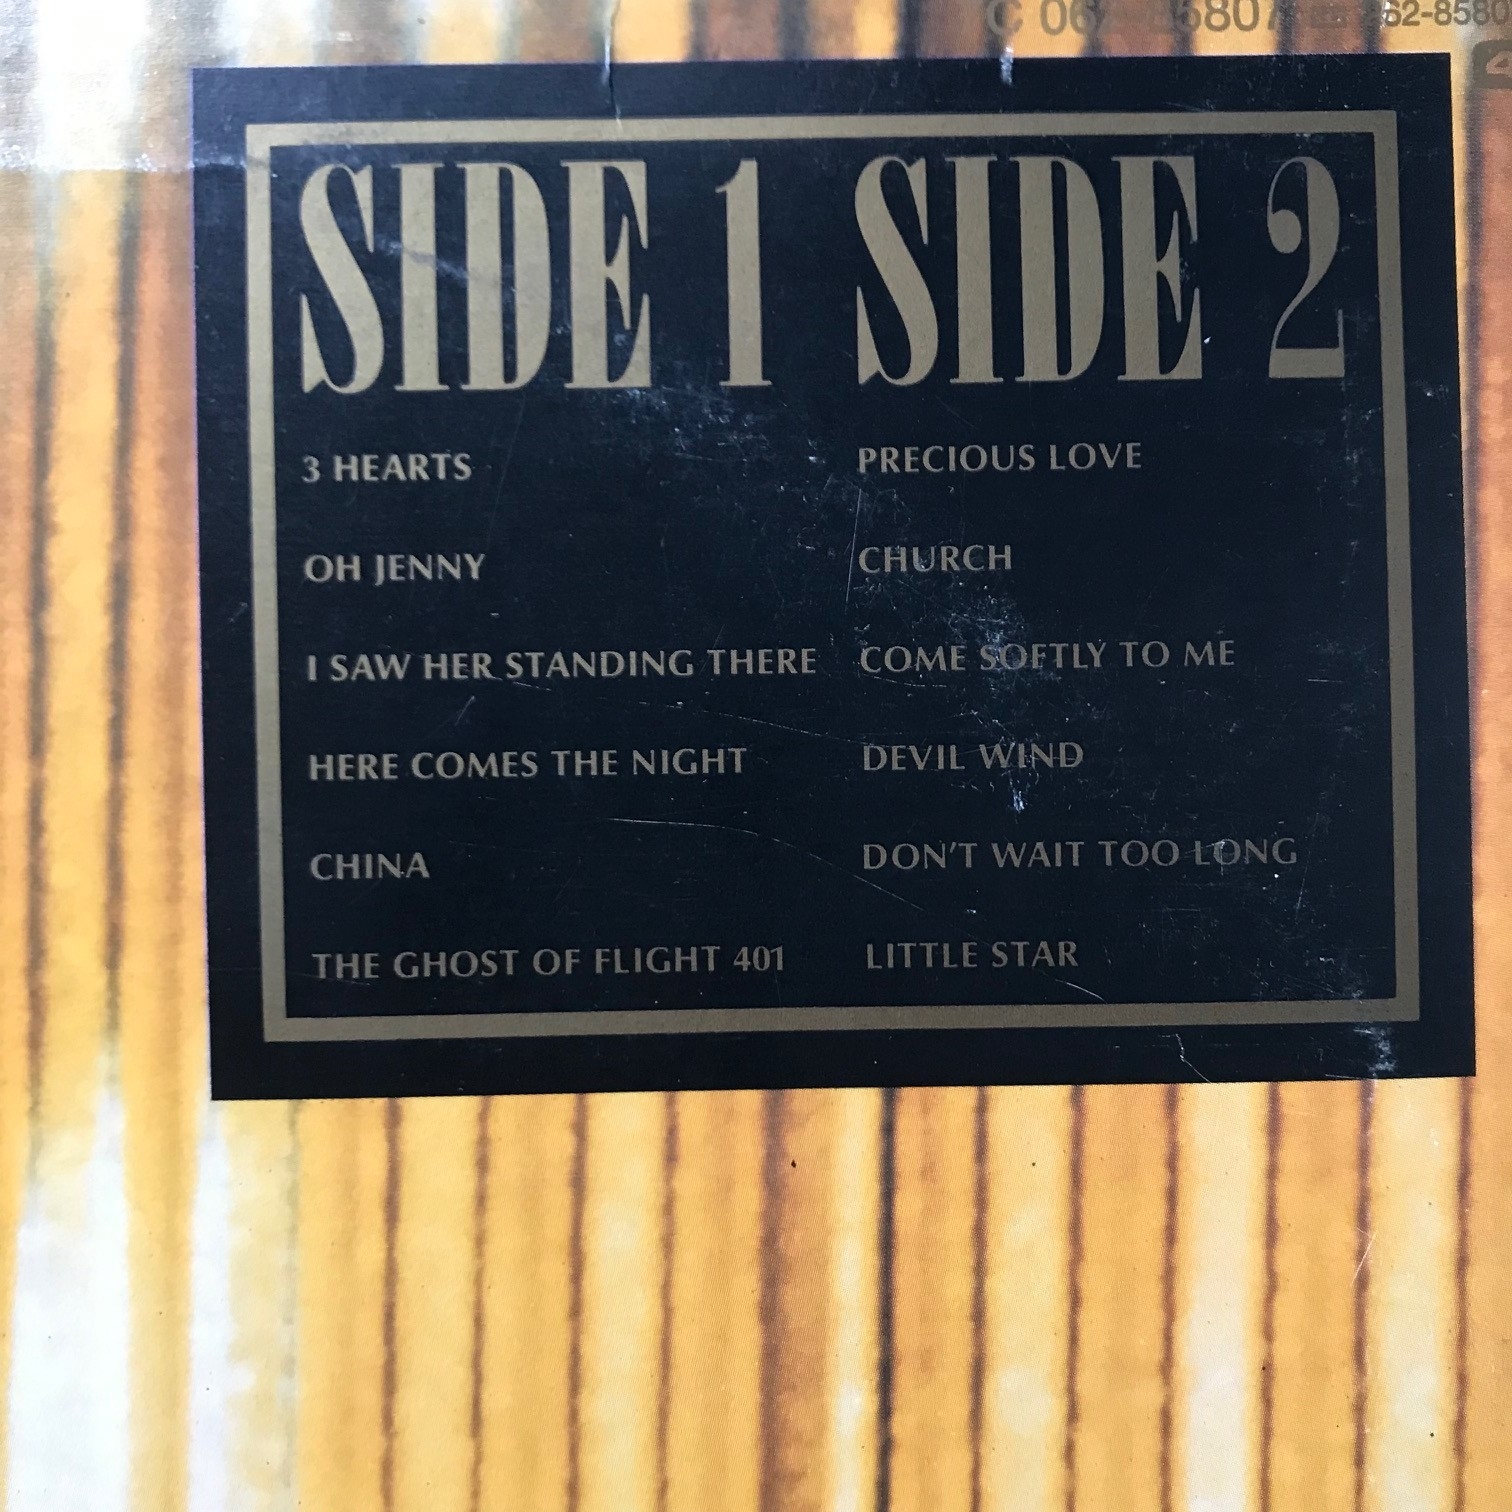 SIDE 1
3 HEARTS
OH JENNY
I SAW HER STANDING THERE
HERE COMES THE NIGHT
CHINA
THE GHOST OF FLIGHT 401
SIDE 2
PRECIOUS LOVE
CHURCH
COME SOFTLY TO ME
DEVIL WIND
DON'T WAIT TOO LONG
LITTLE STAR